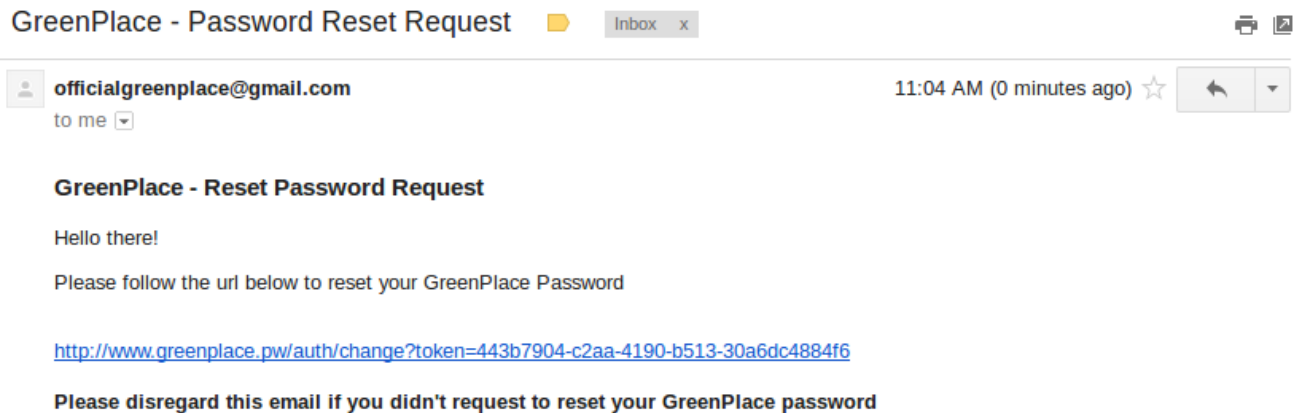 GreenPlace - Password Reset Request Inbox x
officialgreenplace@gmail.com 11:04 AM (0 minutes ago)
to me
GreenPlace - Reset Password Request
Hello there!
Please follow the url below to reset your GreenPlace Password
http://www.greenplace.pw/auth/change?token=443b7904-c2aa-4190-b513-30a6dc4884f6
Please disregard this email if you didn't request to reset your GreenPlace password